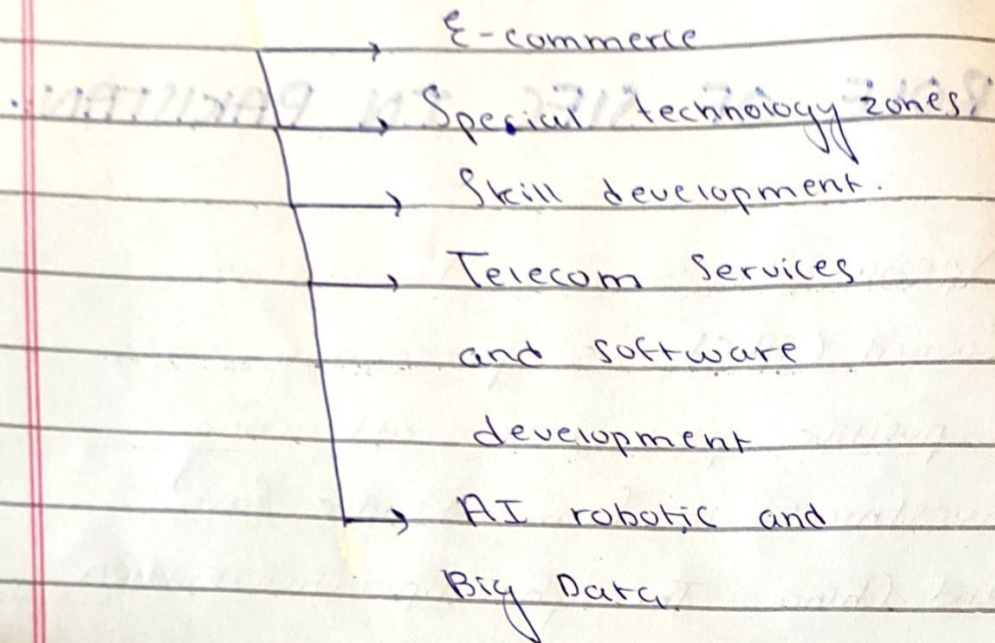 E-commerce
Special technology zones
Skill development.
Telecom Services
and software
development
AI robotic and
Big Data.